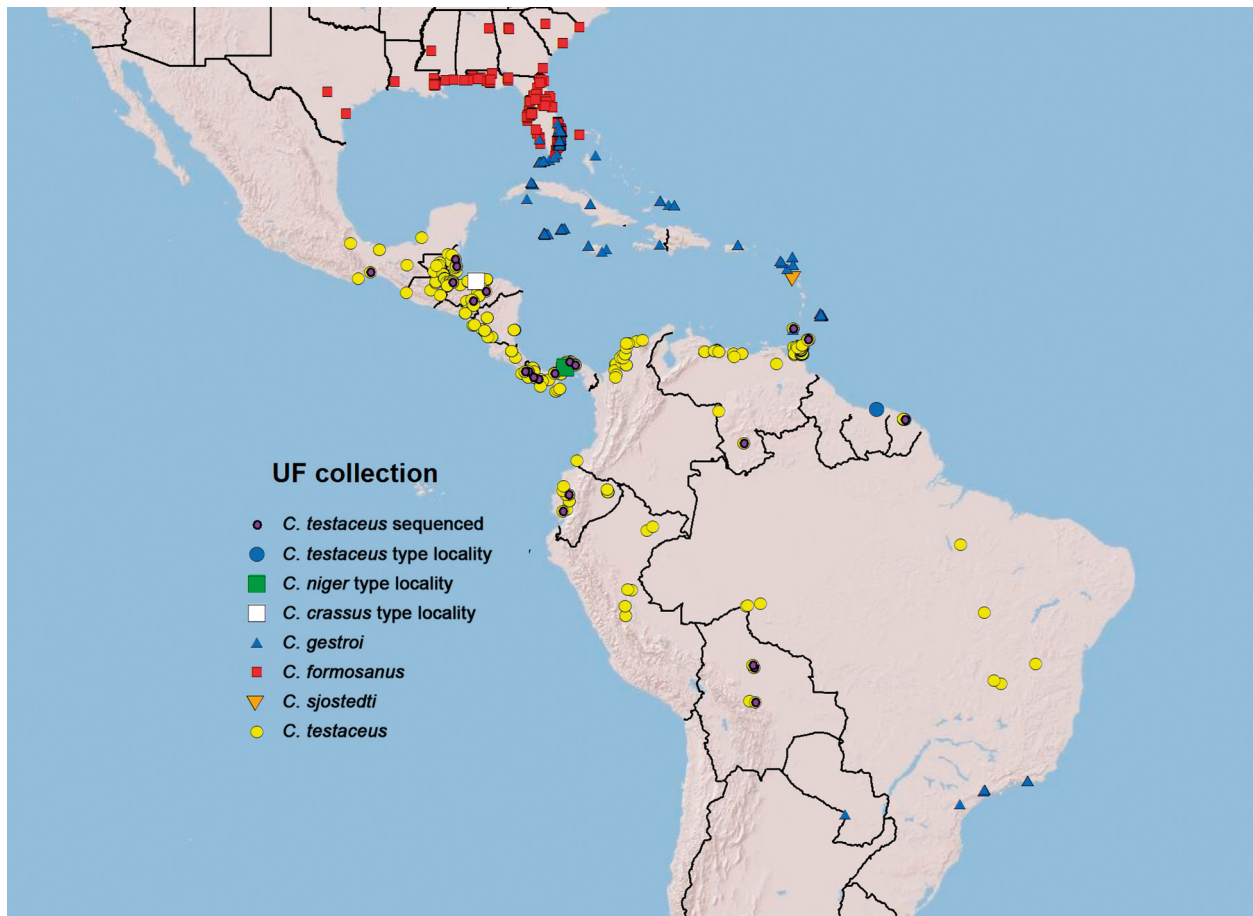 UF collection
C. testaceus sequenced
C. testaceus type locality
C. niger type locality
C. crassus type locality
C. gestroi
C. formosanus
C. sjostedti
C. testaceus